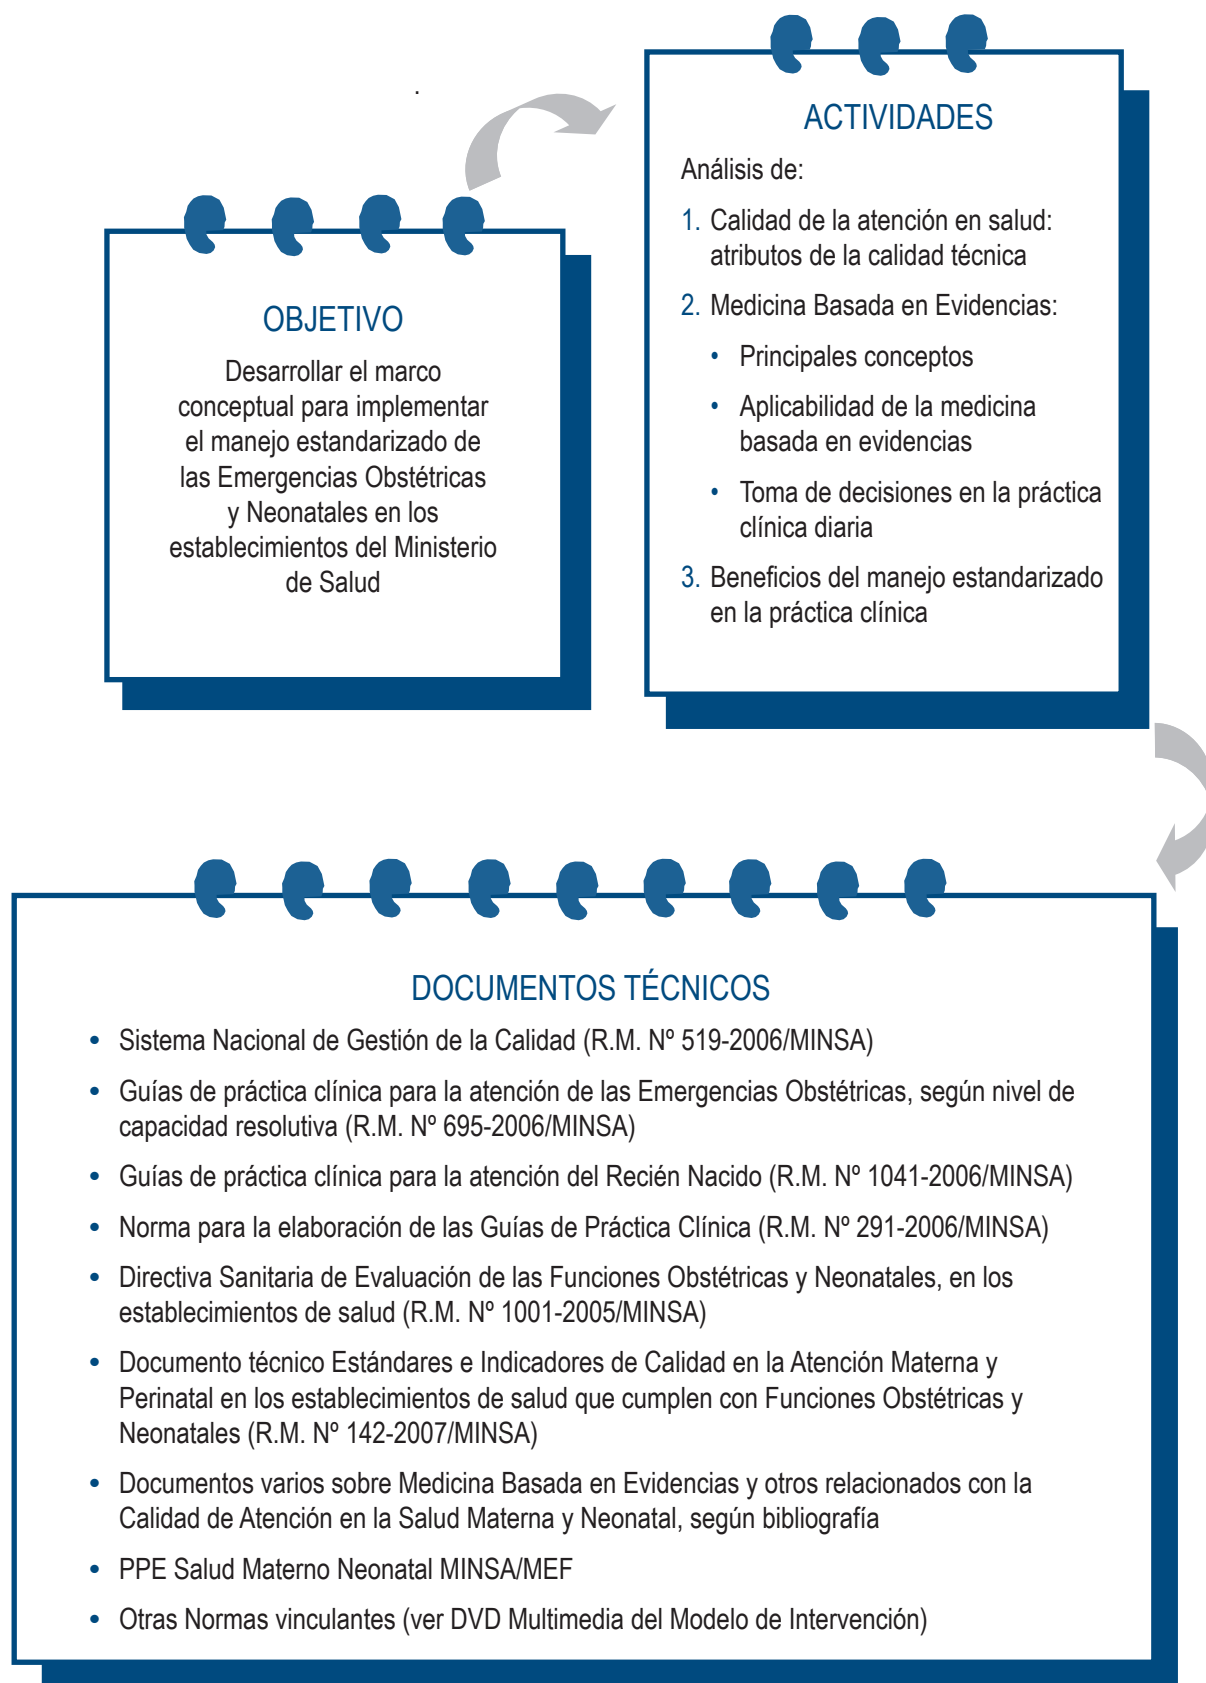 OBJETIVO
Desarrollar el marco
conceptual para implementar
el manejo estandarizado de
las Emergencias Obstétricas
y Neonatales en los
establecimientos del Ministerio
de Salud
ACTIVIDADES
Análisis de:
1. Calidad de la atención en salud:
atributos de la calidad técnica
2. Medicina Basada en Evidencias:
• Principales conceptos
• Aplicabilidad de la medicina
basada en evidencias
• Toma de decisiones en la práctica
clínica diaria
3. Beneficios del manejo estandarizado
en la práctica clínica
DOCUMENTOS TÉCNICOS
• Sistema Nacional de Gestión de la Calidad (R.M. Nº 519-2006/MINSA)
• Guías de práctica clínica para la atención de las Emergencias Obstétricas, según nivel de
capacidad resolutiva (R.M. Nº 695-2006/MINSA)
• Guías de práctica clínica para la atención del Recién Nacido (R.M. Nº 1041-2006/MINSA)
• Norma para la elaboración de las Guías de Práctica Clínica (R.M. Nº 291-2006/MINSA)
• Directiva Sanitaria de Evaluación de las Funciones Obstétricas y Neonatales, en los
establecimientos de salud (R.M. Nº 1001-2005/MINSA)
• Documento técnico Estándares e Indicadores de Calidad en la Atención Materna y
Perinatal en los establecimientos de salud que cumplen con Funciones Obstétricas y
Neonatales (R.M. Nº 142-2007/MINSA)
• Documentos varios sobre Medicina Basada en Evidencias y otros relacionados con la
Calidad de Atención en la Salud Materna y Neonatal, según bibliografía
• PPE Salud Materno Neonatal MINSA/MEF
• Otras Normas vinculantes (ver DVD Multimedia del Modelo de Intervención)